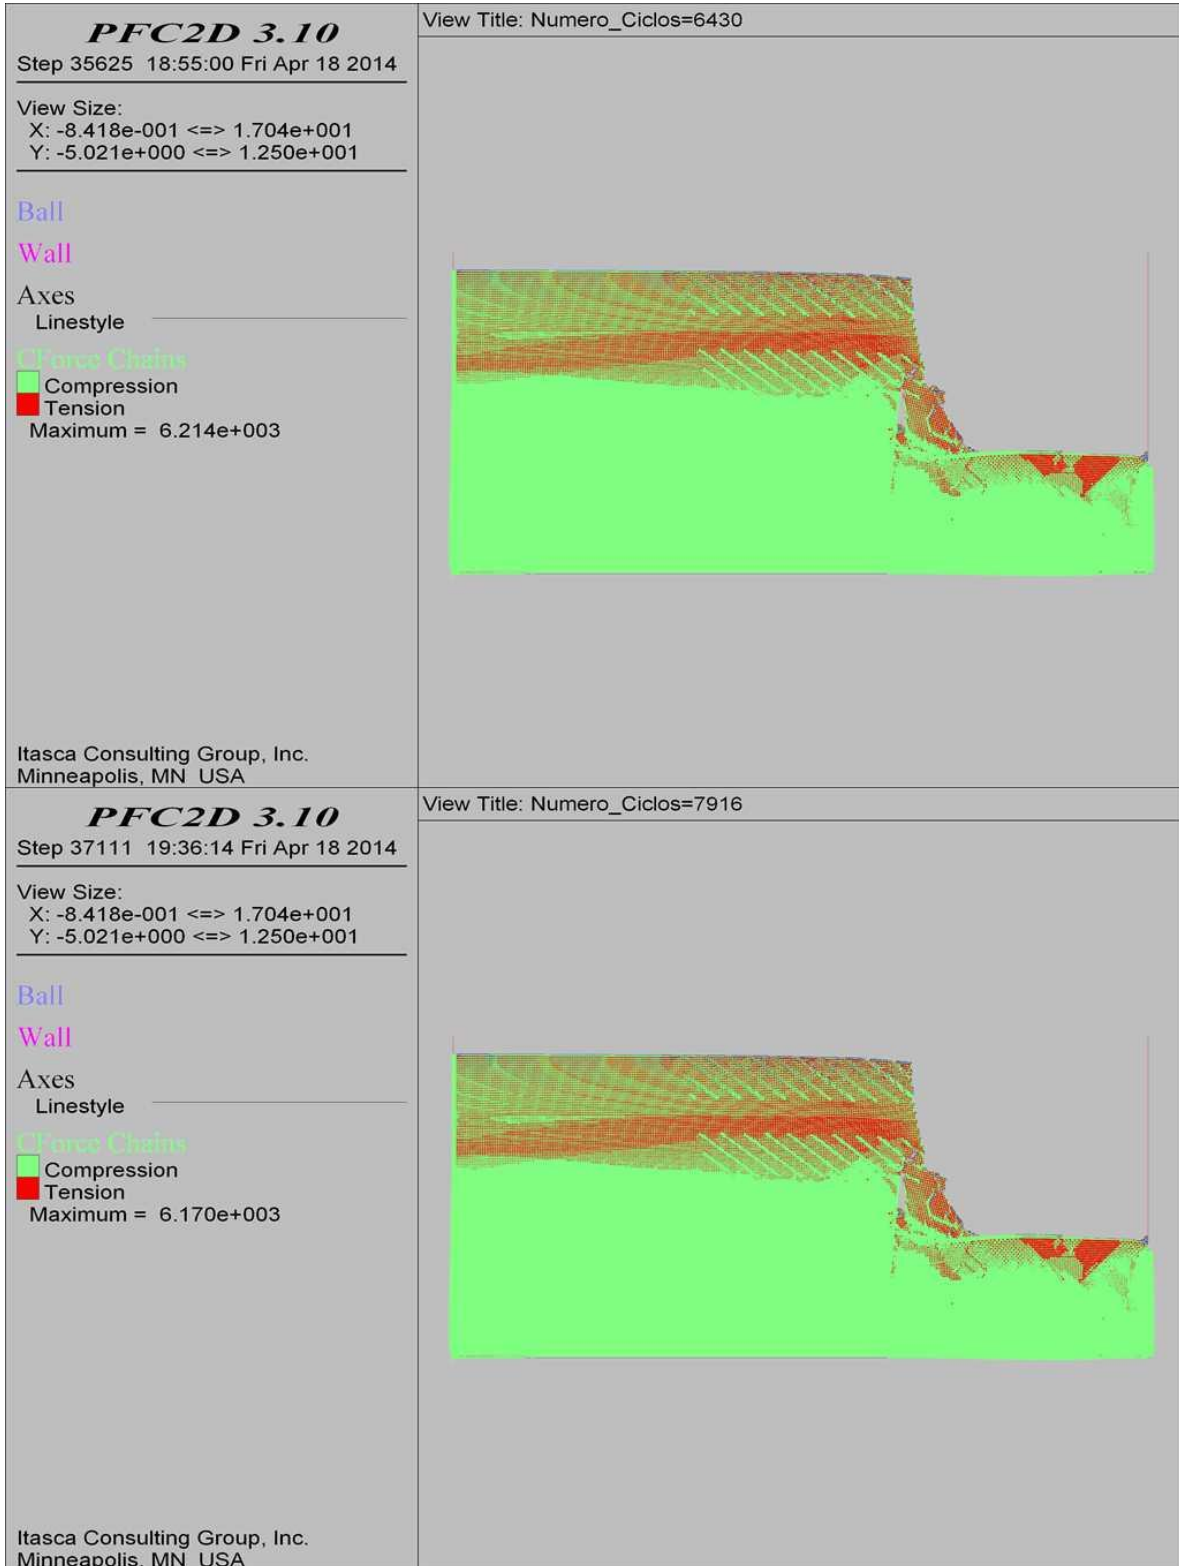 PFC2D 3.10
Step 35625 18:55:00 Fri Apr 18 2014
View Size:
X: -8.418e-001 <=> 1.704e+001
Y: -5.021e+000 <=> 1.250e+001
Ball
Wall
Axes
Linestyle
CForce Chains
Compression
Tension
Maximum = 6.214e+003
Itasca Consulting Group, Inc.
Minneapolis, MN USA
View Title: Numero_Ciclos=6430
PFC2D 3.10
Step 37111 19:36:14 Fri Apr 18 2014
View Size:
X: -8.418e-001 <=> 1.704e+001
Y: -5.021e+000 <=> 1.250e+001
Ball
Wall
Axes
Linestyle
CForce Chains
Compression
Tension
Maximum = 6.170e+003
Itasca Consulting Group, Inc.
Minneapolis, MN USA
View Title: Numero_Ciclos=7916